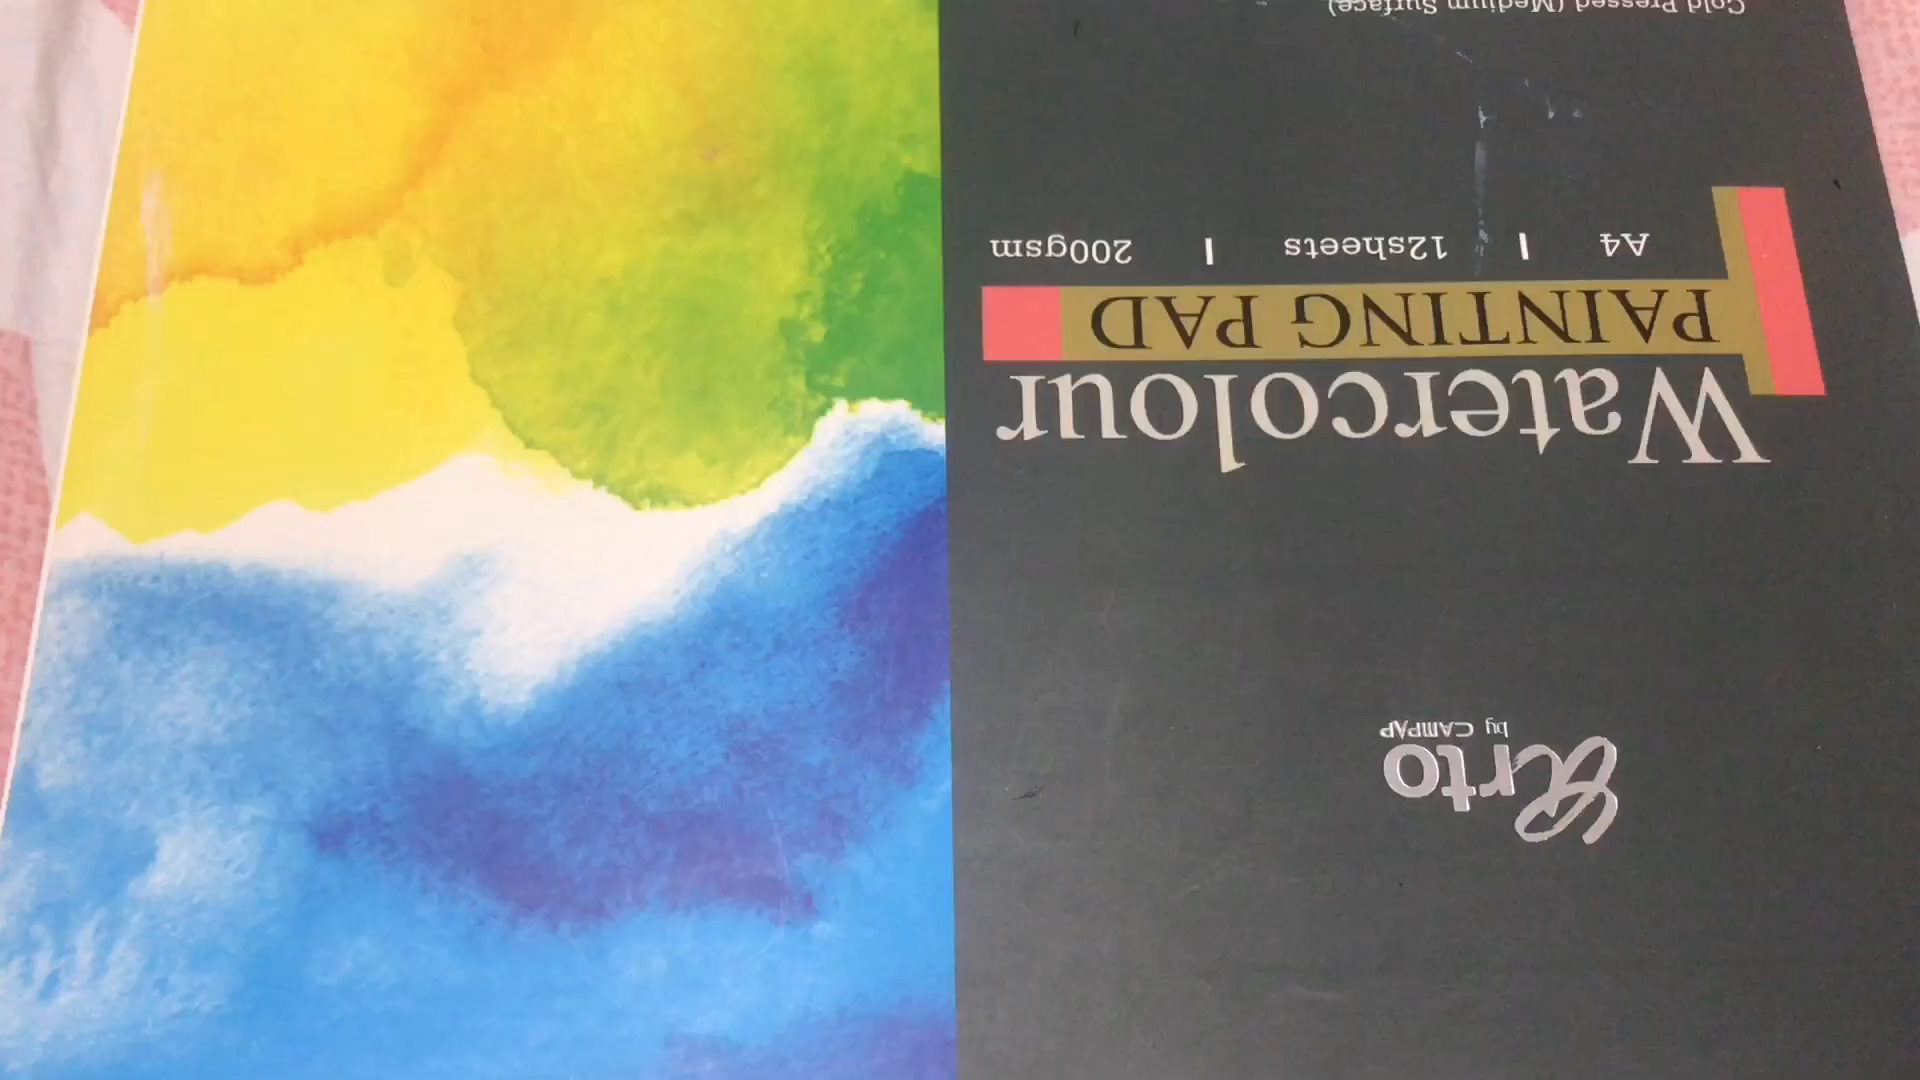 Arto
by CAMPAP
Watercolour
PAINTING PAD
A4 | 12sheets | 200gsm
Cold Pressed (Medium Surface)